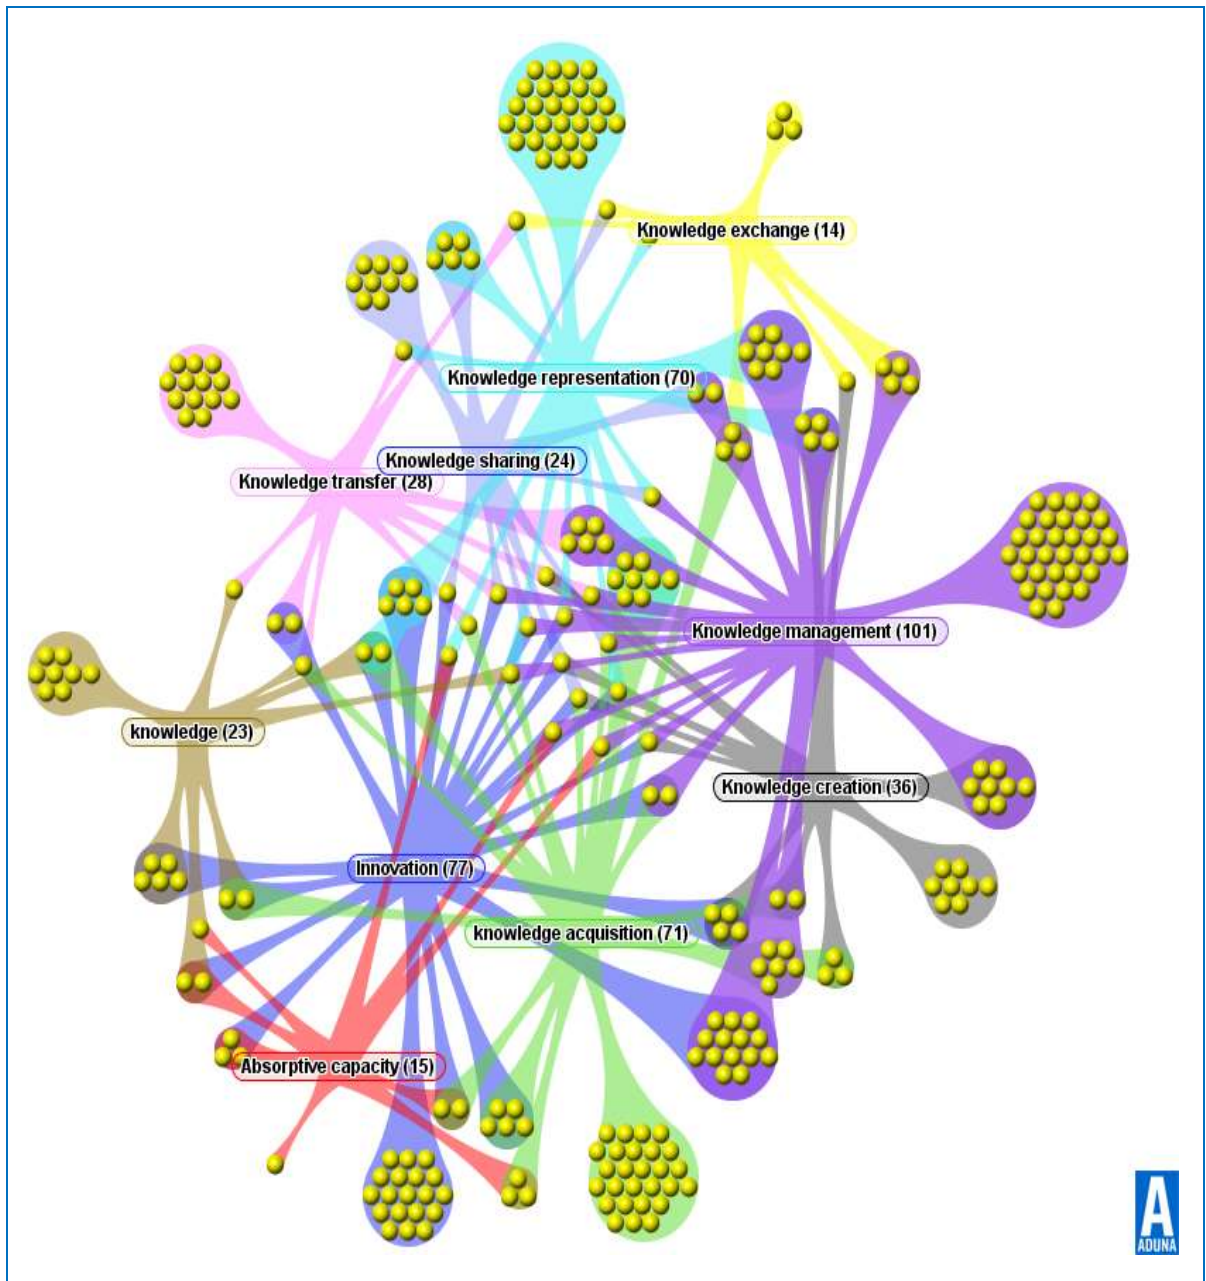 Knowledge exchange (14)
Knowledge representation (70)
Knowledge sharing (24)
Knowledge transfer (28)
Knowledge management (101)
knowledge (23)
Knowledge creation (36)
Innovation (77)
knowledge acquisition (71)
Absorptive capacity (15)
A
ADUNA